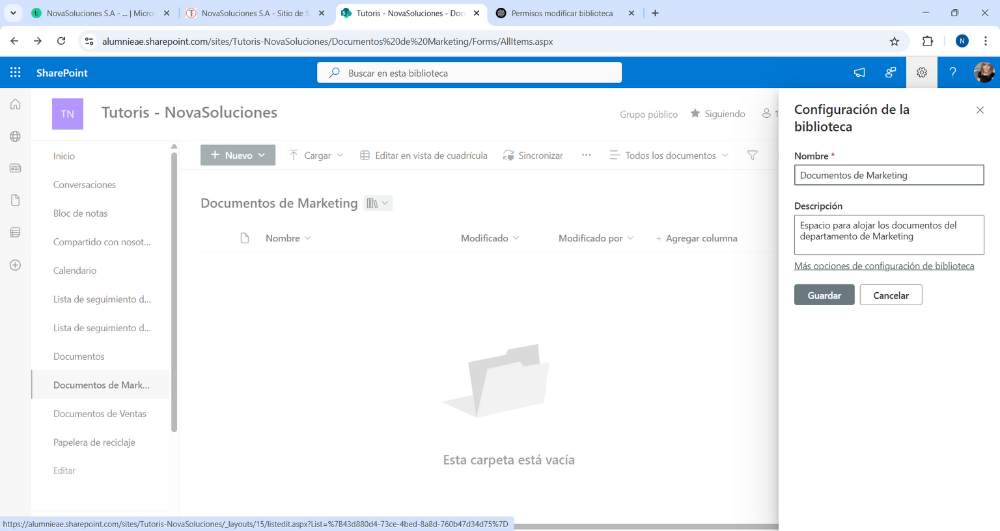 NovaSoluciones S.A - ... | Micros
NovaSoluciones S.A - Sitio de S
Tutoris - NovaSoluciones - Doc
Permisos modificar biblioteca
alumnieae.sharepoint.com/sites/Tutoris-NovaSoluciones/Documentos%20de%20Marketing/Forms/AllItems.aspx
N
SharePoint
Buscar en esta biblioteca
TN
Tutoris - NovaSoluciones
Grupo público
Siguiendo
1
Inicio
Conversaciones
Bloc de notas
Compartido con nosot...
Calendario
Lista de seguimiento d...
Lista de seguimiento d...
Documentos
Documentos de Mark...
Documentos de Ventas
Papelera de reciclaje
Editar
+ Nuevo
Cargar
Editar en vista de cuadrícula
Sincronizar
...
Todos los documentos
Documentos de Marketing
Nombre
Modificado
Modificado por
+ Agregar columna
Esta carpeta está vacía
Configuración de la
biblioteca
Nombre *
Documentos de Marketing
Descripción
Espacio para alojar los documentos del
departamento de Marketing
Más opciones de configuración de biblioteca
Guardar
Cancelar
https://alumnieae.sharepoint.com/sites/Tutoris-NovaSoluciones/_layouts/15/listedit.aspx?List=%7B43d880d4-73ce-4bed-8a8d-760b47d34d75%7D